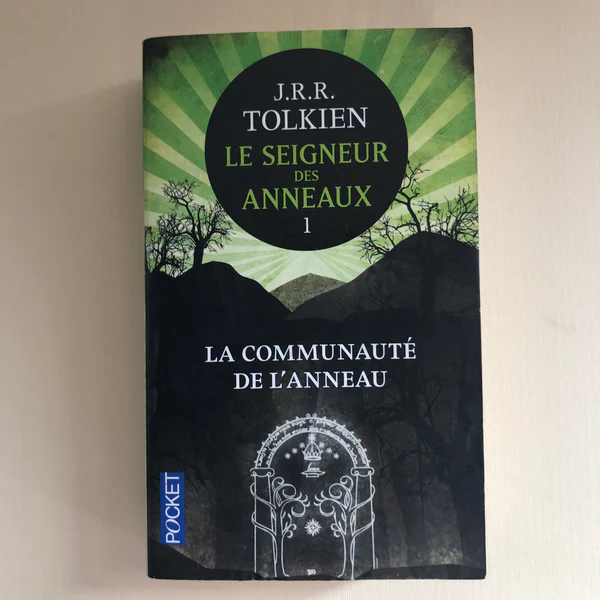 J.R.R.
TOLKIEN
LE SEIGNEUR
DES
ANNEAUX
1
LA COMMUNAUTÉ
DE L'ANNEAU
POCKET